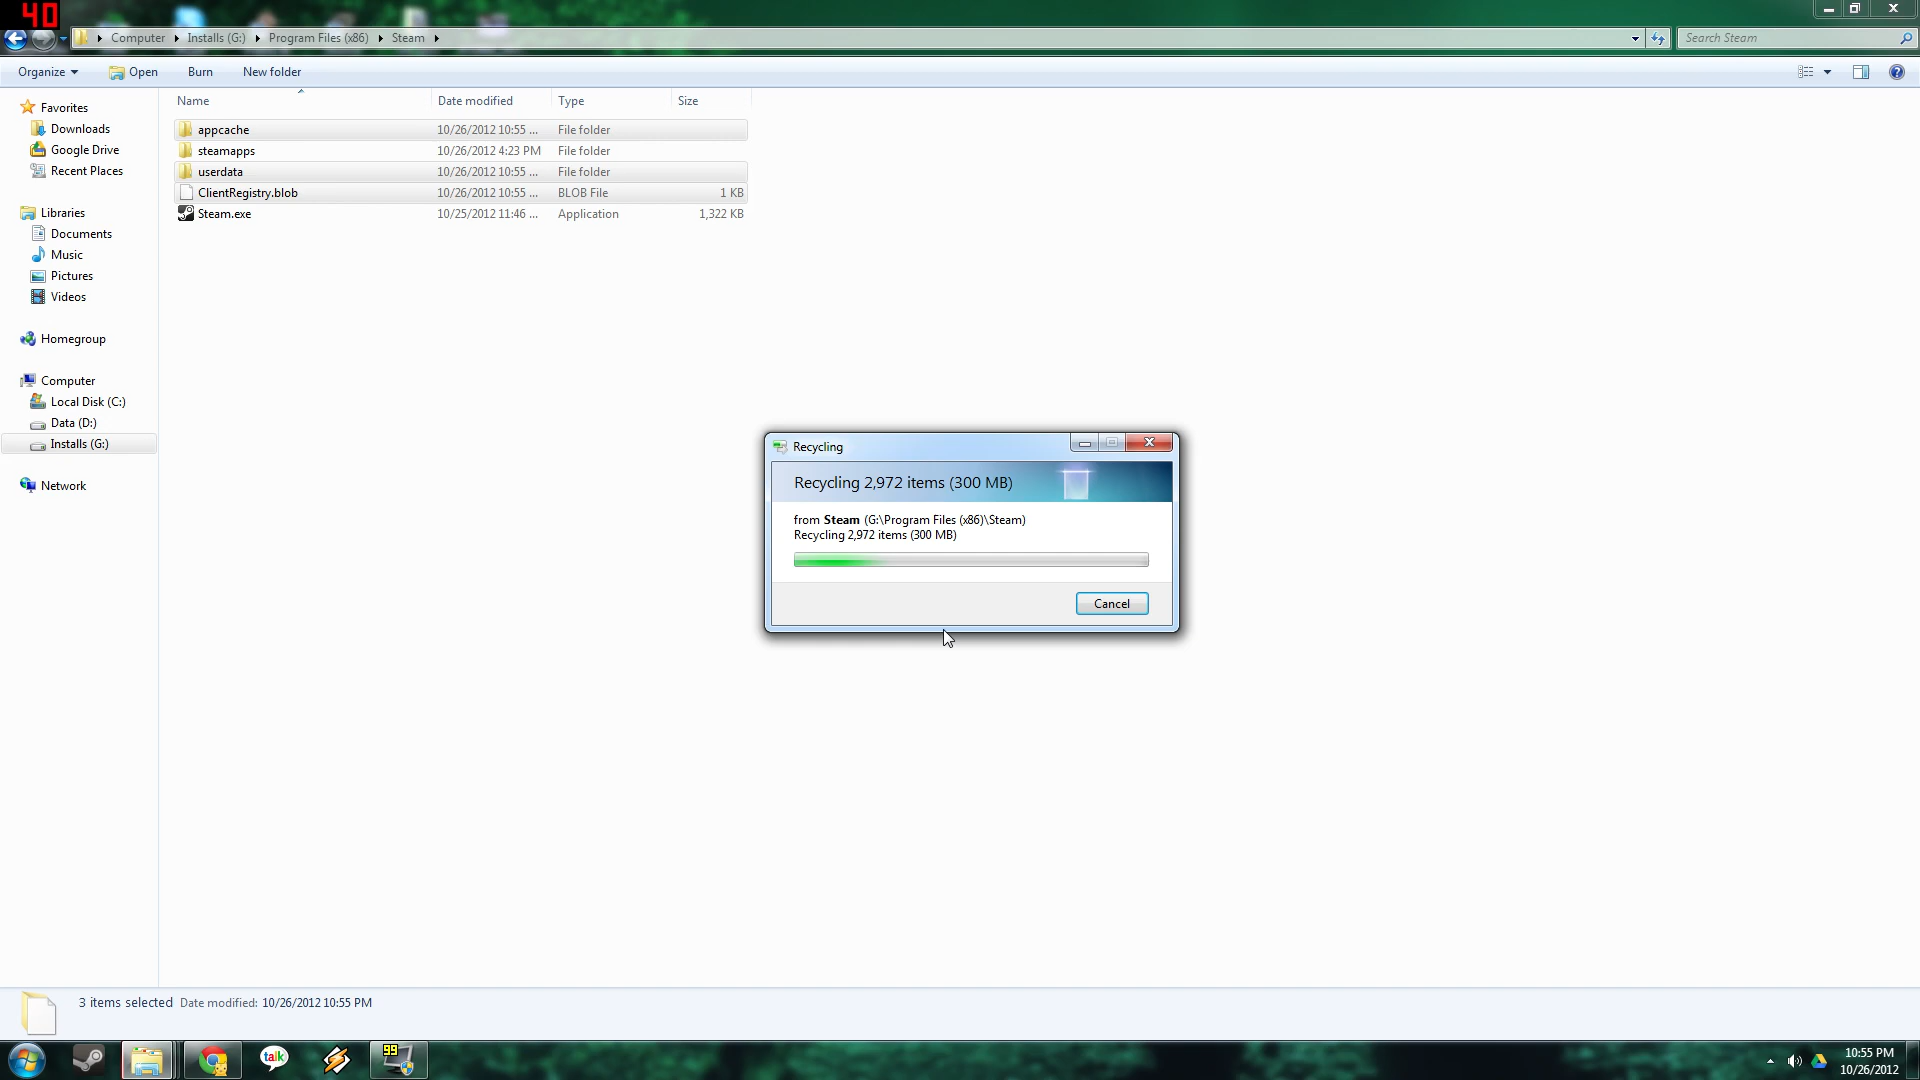 40
Computer ▸ Installs (G:) ▸ Program Files (x86) ▸ Steam ▸
Search Steam
Organize Open Burn New folder
Name Date modified Type Size
appcache 10/26/2012 10:55 ... File folder
steamapps 10/26/2012 4:23 PM File folder
userdata 10/26/2012 10:55 ... File folder
ClientRegistry.blob 10/26/2012 10:55 ... BLOB File 1 KB
Steam.exe 10/25/2012 11:46 ... Application 1,322 KB
Favorites
Downloads
Google Drive
Recent Places
Libraries
Documents
Music
Pictures
Videos
Homegroup
Computer
Local Disk (C:)
Data (D:)
Installs (G:)
Network
Recycling
Recycling 2,972 items (300 MB)
from Steam (G:\Program Files (x86)\Steam)
Recycling 2,972 items (300 MB)
Cancel
3 items selected Date modified: 10/26/2012 10:55 PM
talk
99
10:55 PM
10/26/2012